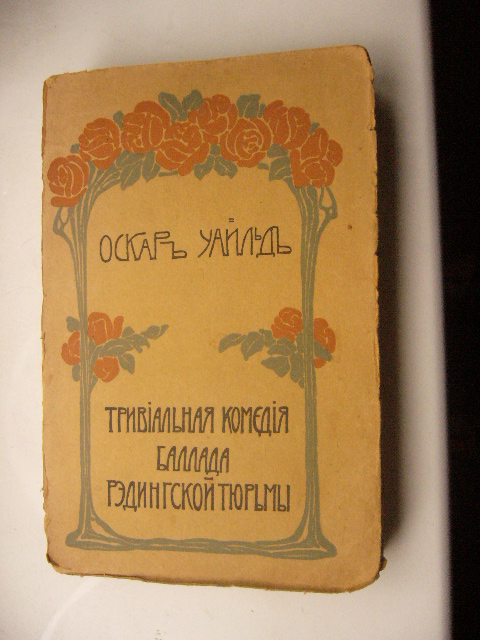 ОСКАРЪ УАЙЛЬДЪ
ТРИВІАЛЬНАЯ КОМЕДІЯ
БАЛЛАДА
РЭДИНГСКОЙ ТЮРЬМЫ